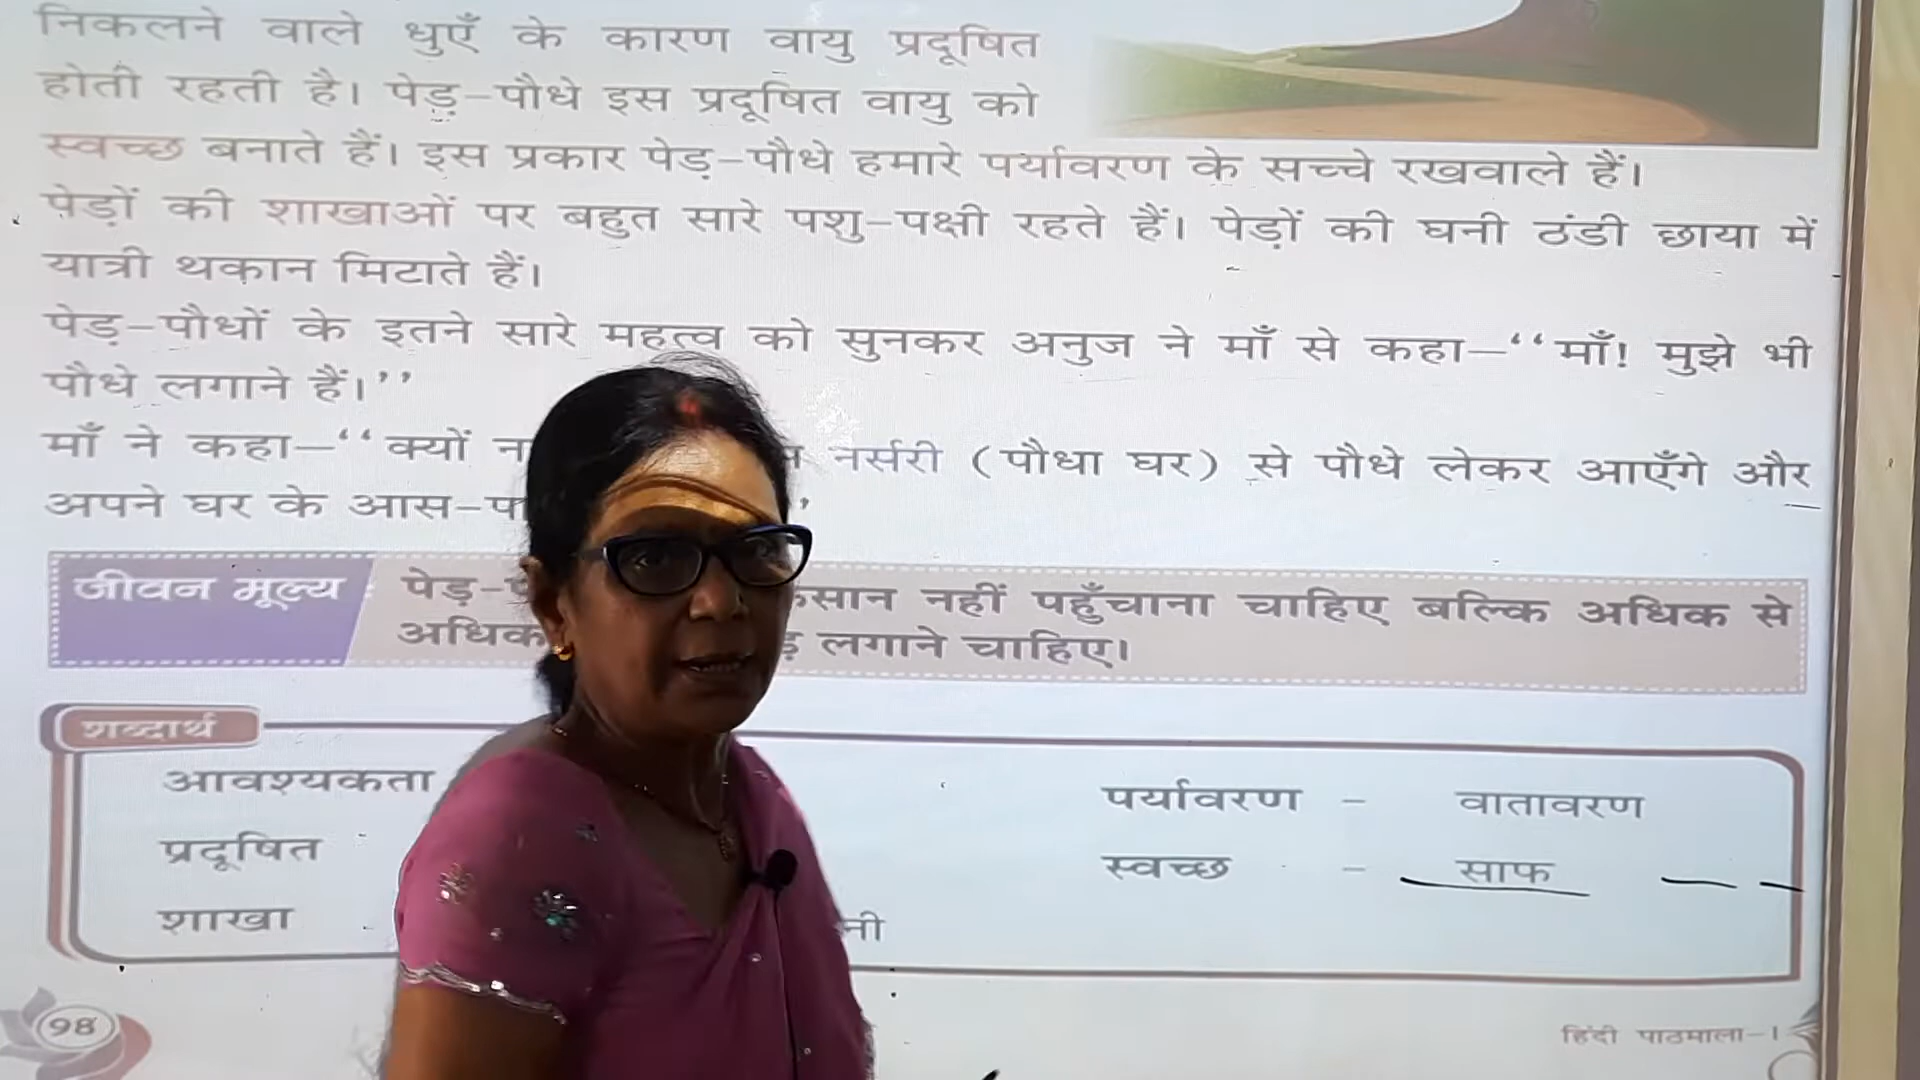 निकलने वाले धुएँ के कारण वायु प्रदूषित
होती रहती है। पेड़-पौधे इस प्रदूषित वायु को
स्वच्छ बनाते हैं। इस प्रकार पेड़-पौधे हमारे पर्यावरण के सच्चे रखवाले हैं।
पेड़ों की शाखाओं पर बहुत सारे पशु-पक्षी रहते हैं। पेड़ों की घनी ठंडी छाया में
यात्री थकान मिटाते हैं।
पेड़-पौधों के इतने सारे महत्व को सुनकर अनुज ने माँ से कहा—‘‘माँ! मुझे भी
पौधे लगाने हैं।’’
माँ ने कहा—‘‘क्यों नर्सरी (पौधा घर) से पौधे लेकर आएँगे और
अपने घर के आस-
जीवन मूल्य पेड़- नहीं पहुँचाना चाहिए बल्कि अधिक से
अधिक लगाने चाहिए।
शब्दार्थ
आवश्यकता पर्यावरण - वातावरण
प्रदूषित स्वच्छ - साफ
शाखा
98 हिंदी पाठमाला-1